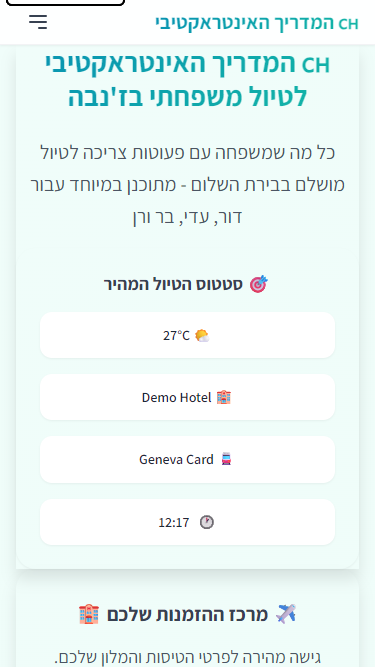 CH המדריך האינטראקטיבי
CH המדריך האינטראקטיבי
לטיול משפחתי בז'נבה
כל מה שמשפחה עם פעוטות צריכה לטיול
מושלם בבירת השלום - מתוכנן במיוחד עבור
דור, עדי, בר ורן
🎯 סטטוס הטיול המהיר
🌤️ 27°C
🏨 Demo Hotel
🚊 Geneva Card
🕐 12:17
✈️ מרכז ההזמנות שלכם 🏨
גישה מהירה לפרטי הטיסות והמלון שלכם.